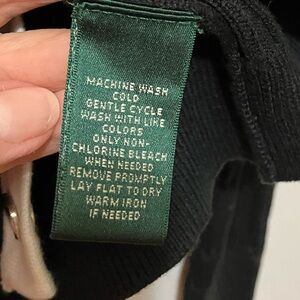 MACHINE WASH
COLD
GENTLE CYCLE
WASH WITH LIKE
COLORS
ONLY NON-
CHLORINE BLEACH
WHEN NEEDED
REMOVE PROMPTLY
LAY FLAT TO DRY
WARM IRON
IF NEEDED